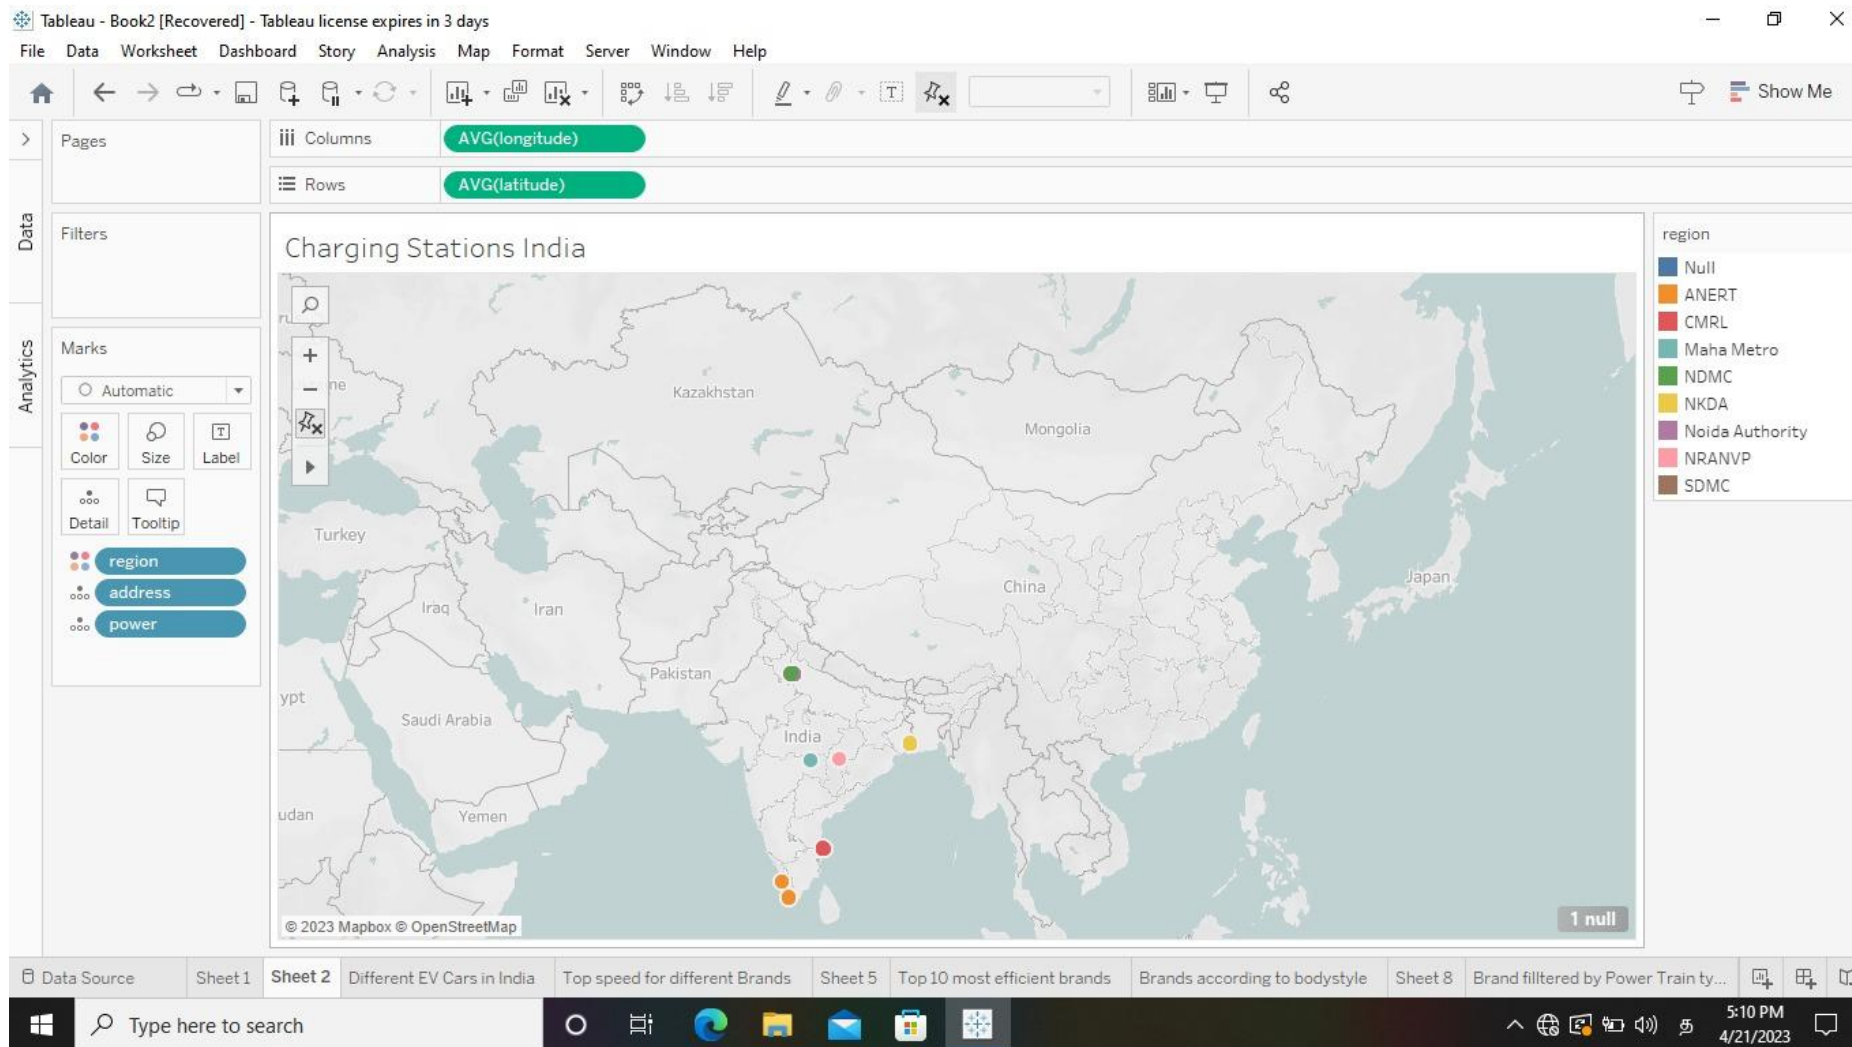 Tableau - Book2 [Recovered] - Tableau license expires in 3 days
File Data Worksheet Dashboard Story Analysis Map Format Server Window Help
Show Me
Pages
Columns
AVG(longitude)
Rows
AVG(latitude)
Data
Analytics
Filters
Marks
Automatic
Color
Size
Label
Detail
Tooltip
region
address
power
Charging Stations India
ru
ne
Kazakhstan
Mongolia
Turkey
Iraq
Iran
China
Japan
Pakistan
ypt
Saudi Arabia
India
udan
Yemen
© 2023 Mapbox © OpenStreetMap
1 null
region
Null
ANERT
CMRL
Maha Metro
NDMC
NKDA
Noida Authority
NRANVP
SDMC
Data Source
Sheet 1
Sheet 2
Different EV Cars in India
Top speed for different Brands
Sheet 5
Top 10 most efficient brands
Brands according to bodystyle
Sheet 8
Brand filltered by Power Train ty...
Type here to search
த
5:10 PM
4/21/2023